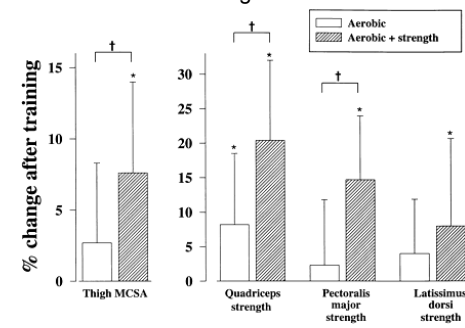 Aerobic
Aerobic + strength
% change after training
15
10
5
0
30
25
20
15
10
5
0
†
*
†
*
*
†
*
*
Thigh MCSA
Quadriceps
strength
Pectoralis
major
strength
Latissimus
dorsi
strength